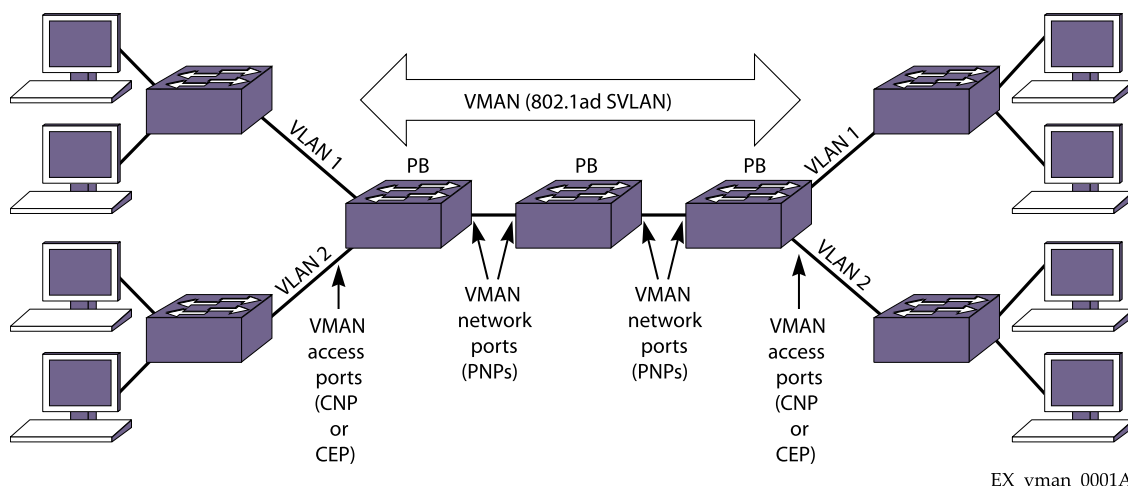 VMAN (802.1ad SVLAN)
VLAN 1
VLAN 1
PB
PB
PB
VLAN 2
VLAN 2
VMAN
access
ports
(CNP
or
CEP)
VMAN
network
ports
(PNPs)
VMAN
network
ports
(PNPs)
VMAN
access
ports
(CNP
or
CEP)
EX_vman_0001A